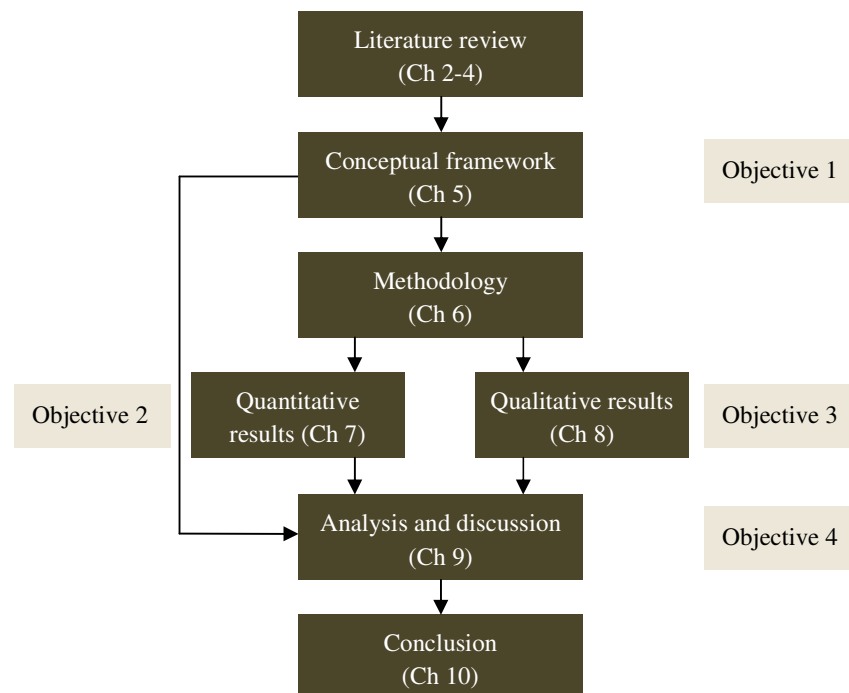 Literature review
(Ch 2-4)
Conceptual framework
(Ch 5)
Objective 1
Methodology
(Ch 6)
Objective 2
Quantitative
results (Ch 7)
Qualitative results
(Ch 8)
Objective 3
Analysis and discussion
(Ch 9)
Objective 4
Conclusion
(Ch 10)